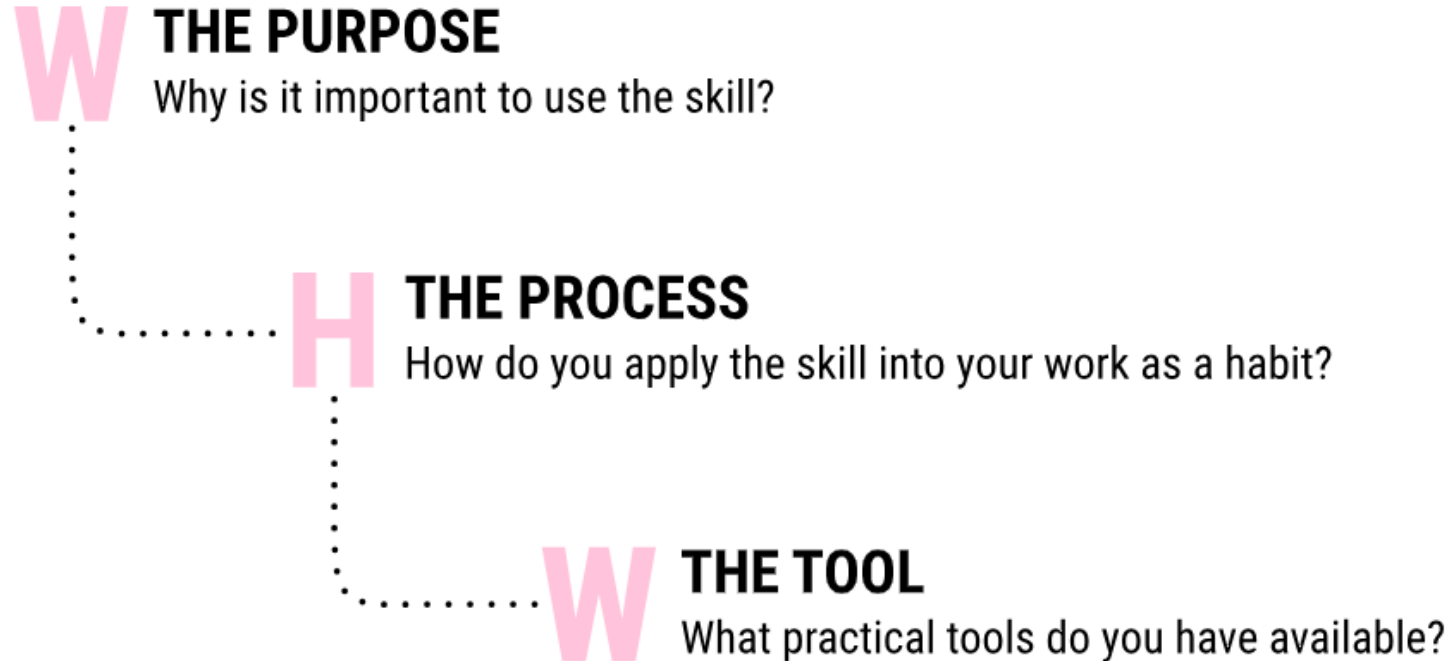 W THE PURPOSE
Why is it important to use the skill?
H THE PROCESS
How do you apply the skill into your work as a habit?
W THE TOOL
What practical tools do you have available?